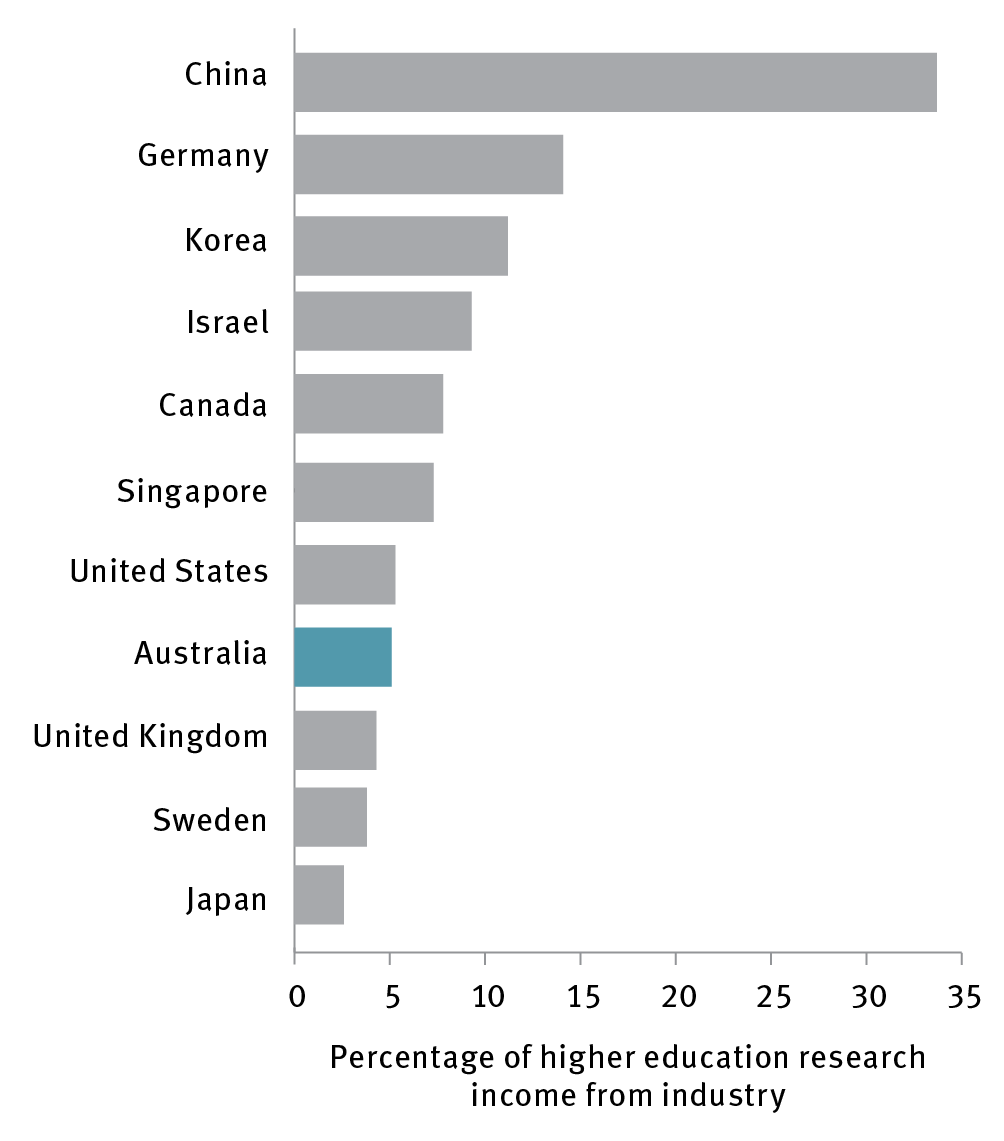 China
Germany
Korea
Israel
Canada
Singapore
United States
Australia
United Kingdom
Sweden
Japan
0 5 10 15 20 25 30 35
Percentage of higher education research
income from industry